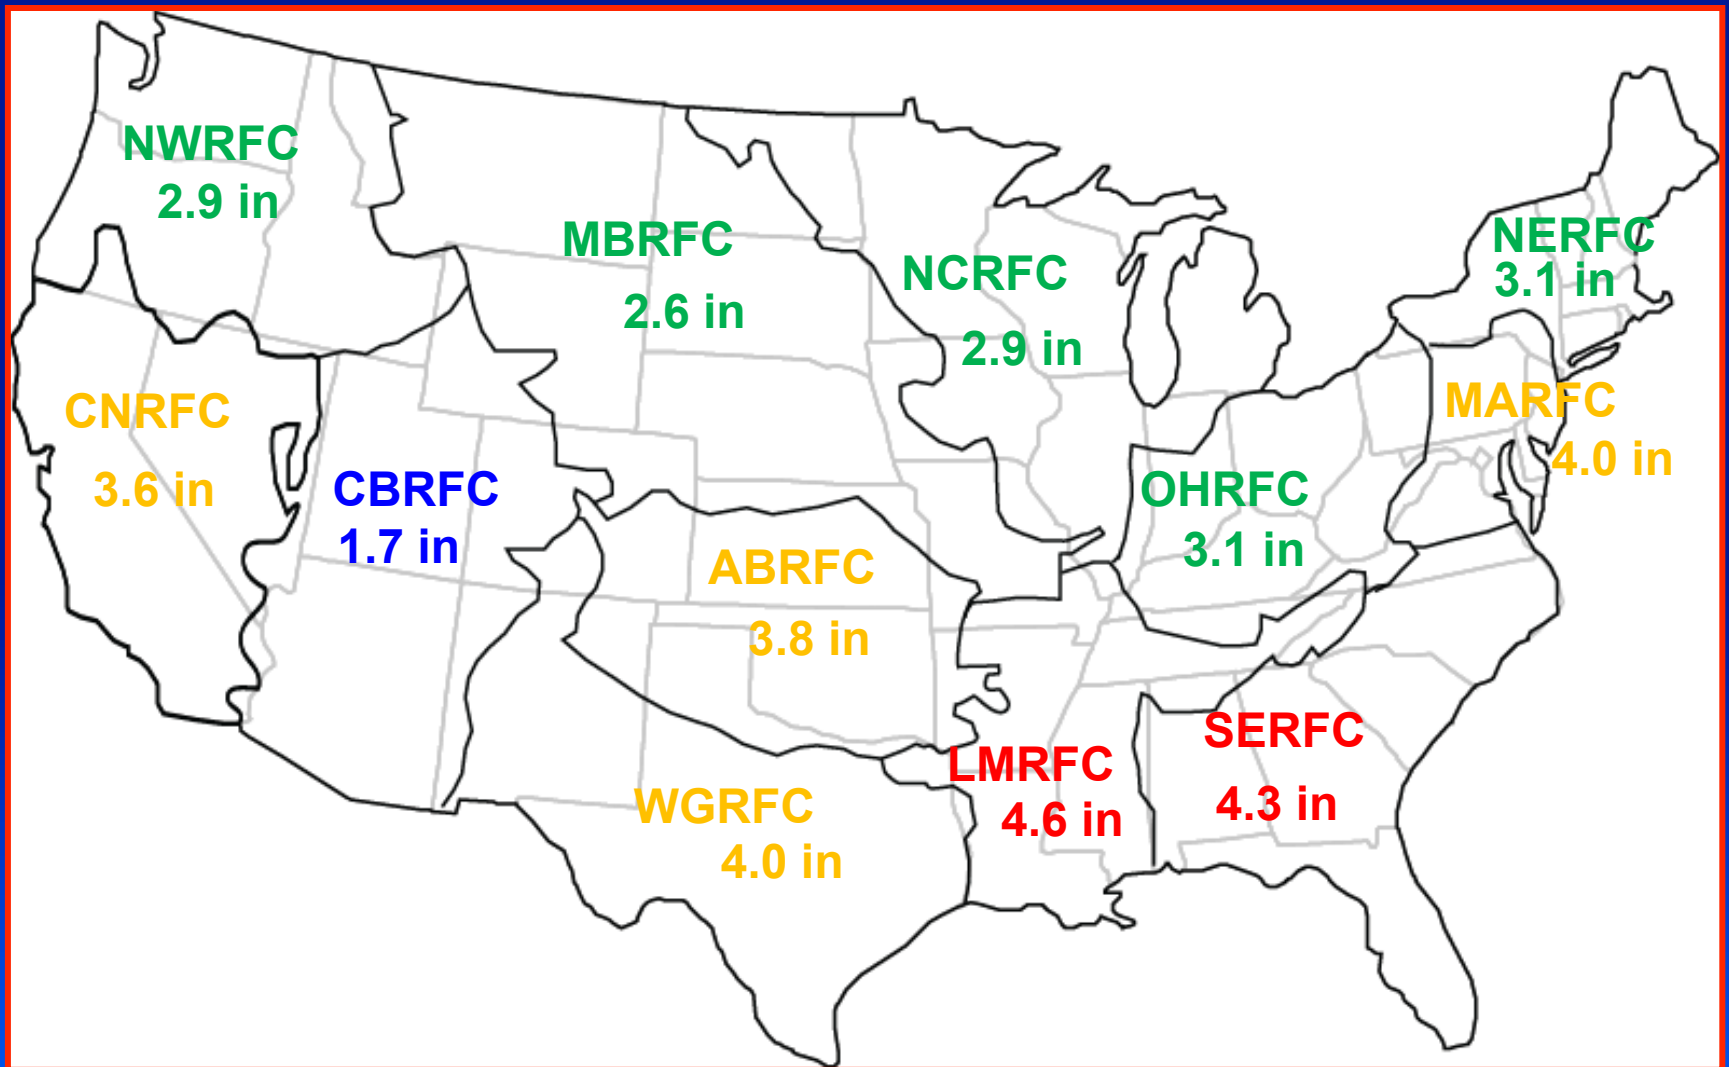 NWRFC
2.9 in
MBRFC
2.6 in
NCRFC
2.9 in
NERFC
3.1 in
CNRFC
3.6 in
CBRFC
1.7 in
MARFC
4.0 in
OHRFC
3.1 in
ABRFC
3.8 in
WGRFC
4.0 in
LMRFC
4.6 in
SERFC
4.3 in